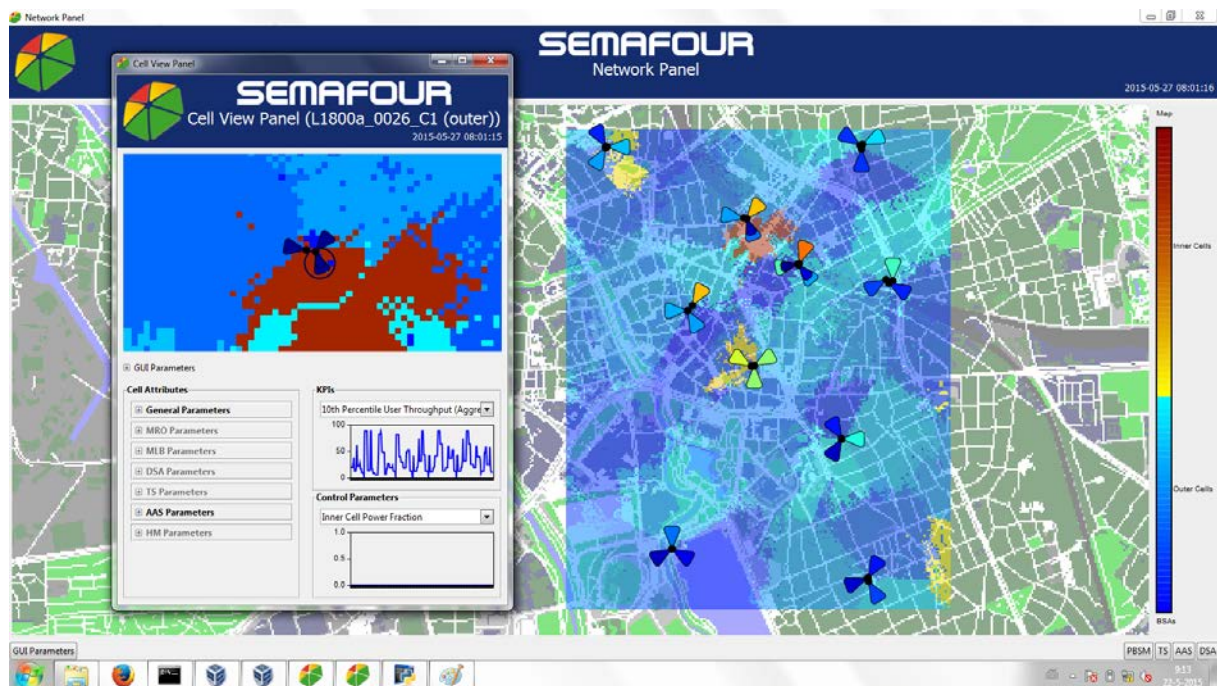 Network Panel
SEMAFOUR
Network Panel
2015-05-27 08:01:16
Cell View Panel
SEMAFOUR
Cell View Panel (L1800a_0026_C1 (outer))
2015-05-27 08:01:15
GUI Parameters
Cell Attributes
General Parameters
MRO Parameters
MLB Parameters
DSA Parameters
TS Parameters
AAS Parameters
HM Parameters
KPIs
10th Percentile User Throughput (Aggre
100
50
0
Control Parameters
Inner Cell Power Fraction
1.0
0.5
0.0
Map
Inner Cells
Outer Cells
BSAs
GUI Parameters
PBSM TS AAS DSA
9:13
22-5-2015